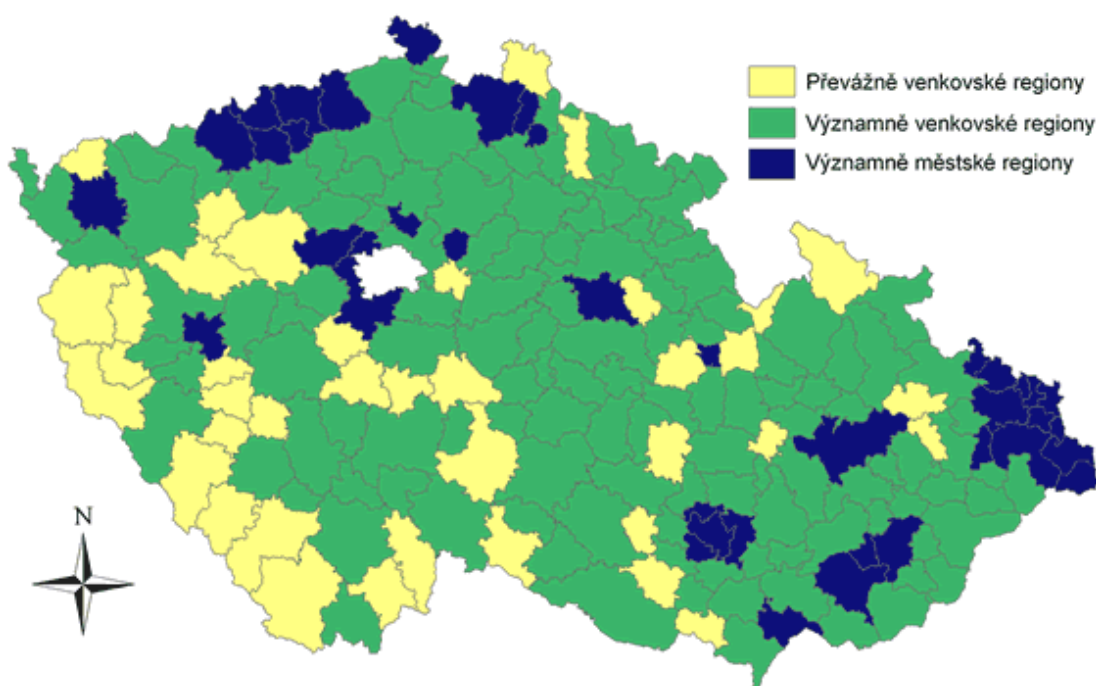 Převážně venkovské regiony
Významně venkovské regiony
Významně městské regiony
N